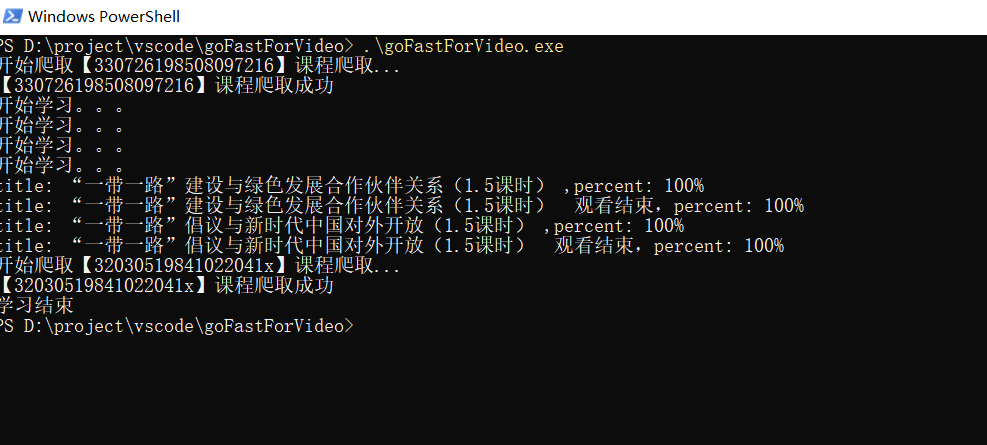 Windows PowerShell
PS D:\project\vscode\goFastForVideo> .\goFastForVideo.exe
开始爬取【330726198508097216】课程爬取...
【330726198508097216】课程爬取成功
开始学习。。。
开始学习。。。
开始学习。。。
开始学习。。。
title: “一带一路”建设与绿色发展合作伙伴关系（1.5课时） ,percent: 100%
title: “一带一路”建设与绿色发展合作伙伴关系（1.5课时）  观看结束，percent: 100%
title: “一带一路”倡议与新时代中国对外开放（1.5课时） ,percent: 100%
title: “一带一路”倡议与新时代中国对外开放（1.5课时）  观看结束，percent: 100%
开始爬取【32030519841022041x】课程爬取...
【32030519841022041x】课程爬取成功
学习结束
PS D:\project\vscode\goFastForVideo>